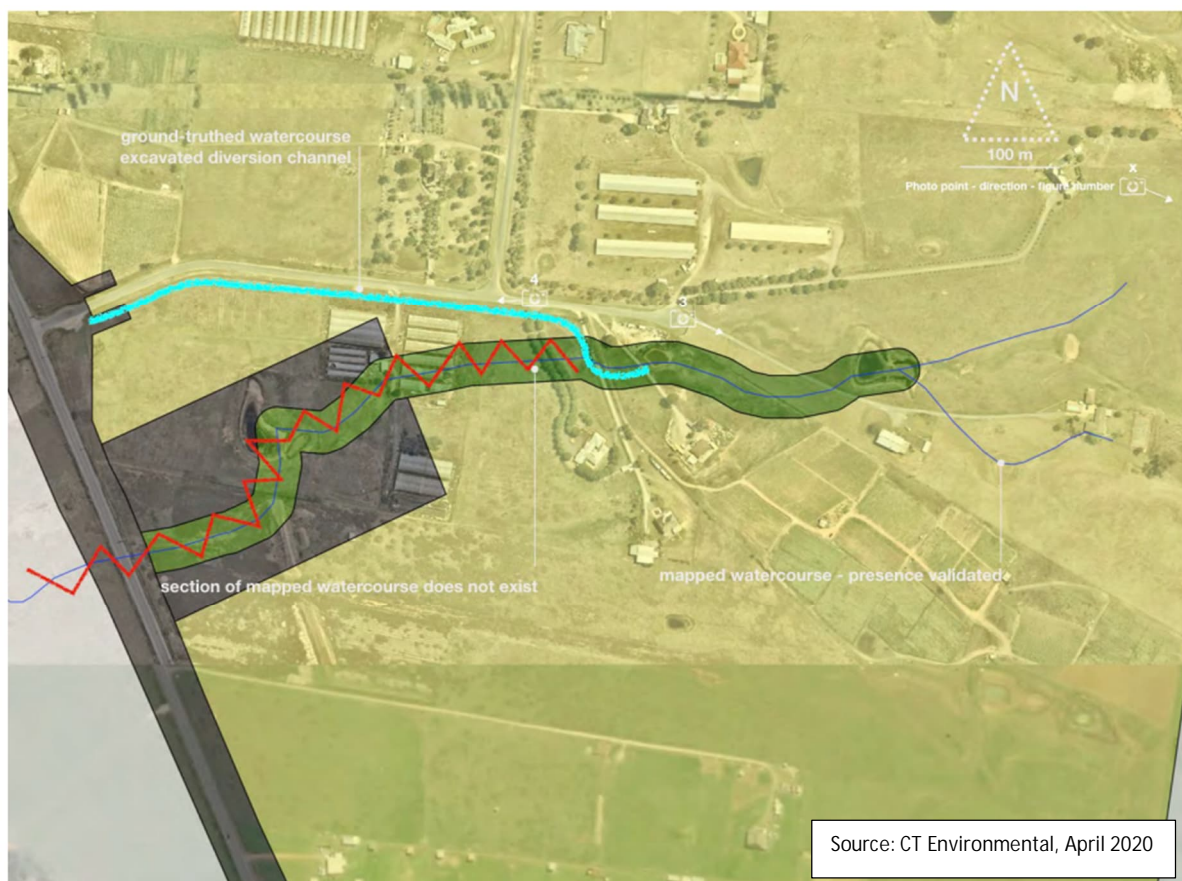 N
100 m
x
Photo point - direction - figure number
ground-truthed watercourse
excavated diversion channel
4
3
section of mapped watercourse does not exist
mapped watercourse - presence validated
Source: CT Environmental, April 2020